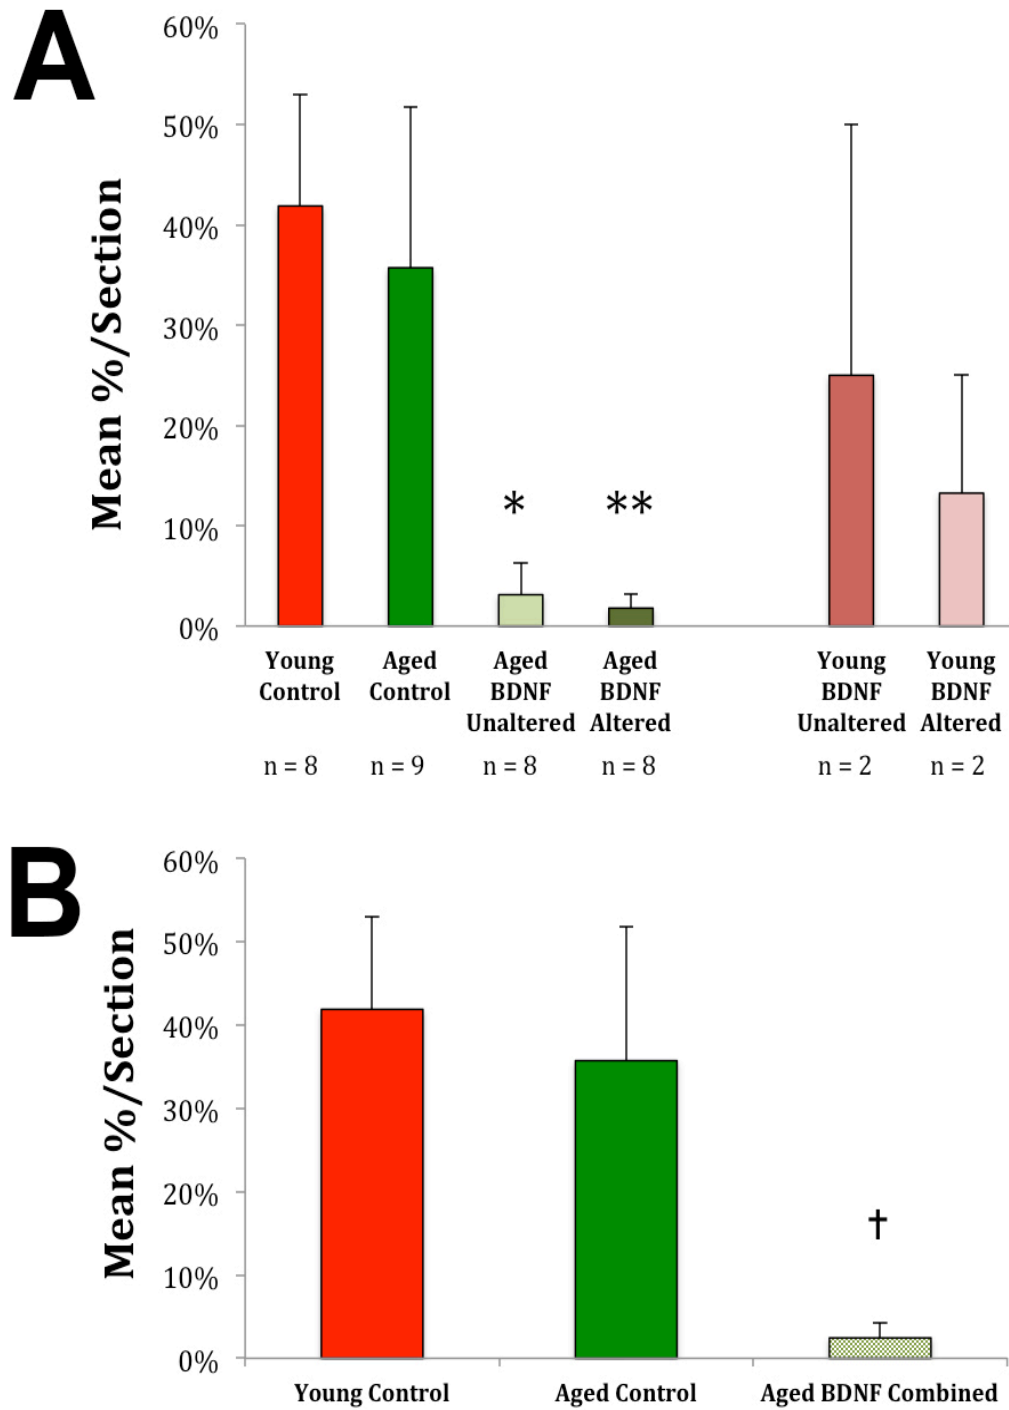 A
Mean %/Section
60%
50%
40%
30%
20%
10%
0%
* **
Young Aged Aged Aged Young Young
Control Control BDNF BDNF BDNF BDNF
Unaltered Altered Unaltered Altered
n = 8 n = 9 n = 8 n = 8 n = 2 n = 2
B
Mean %/Section
60%
50%
40%
30%
20%
10%
0%
†
Young Control Aged Control Aged BDNF Combined